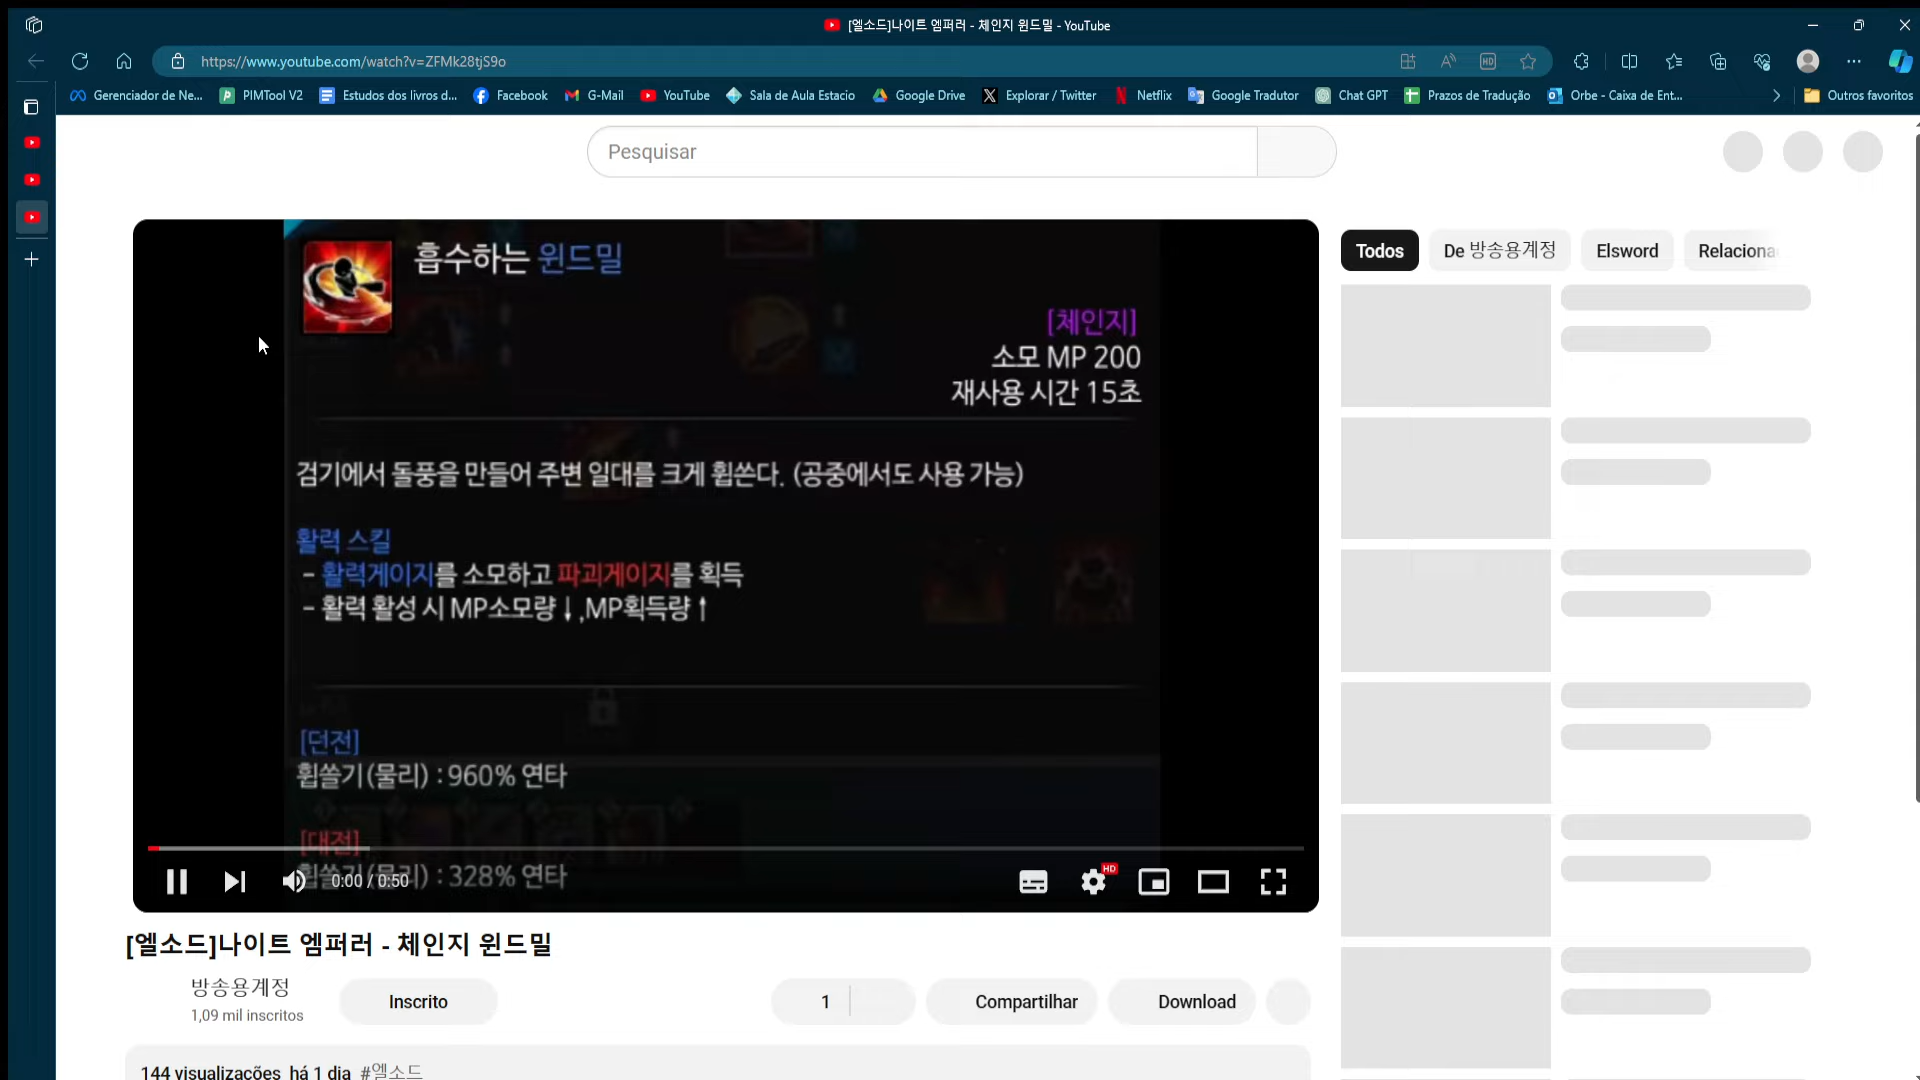 [엘소드]나이트 엠퍼러 - 체인지 윈드밀 - YouTube
https://www.youtube.com/watch?v=ZFMk28tjS9o
Gerenciador de Ne... PIMTool V2 Estudos dos livros d... Facebook G-Mail YouTube Sala de Aula Estacio Google Drive Explorar / Twitter Netflix Google Tradutor Chat GPT Prazos de Tradução Orbe - Caixa de Ent... Outros favoritos
Pesquisar
흡수하는 윈드밀
[체인지]
소모 MP 200
재사용 시간 15초
검기에서 돌풍을 만들어 주변 일대를 크게 휩쓴다. (공중에서도 사용 가능)
활력 스킬
- 활력게이지를 소모하고 파괴게이지를 획득
- 활력 활성 시 MP소모량↓,MP획득량↑
[던전]
휩쓸기(물리) : 960% 연타
[대전]
휩쓸기(물리) : 328% 연타
0:00 / 0:50
HD
Todos De 방송용계정 Elsword Relaciona
[엘소드]나이트 엠퍼러 - 체인지 윈드밀
방송용계정
1,09 mil inscritos
Inscrito
1
Compartilhar
Download
144 visualizações há 1 dia #엘소드